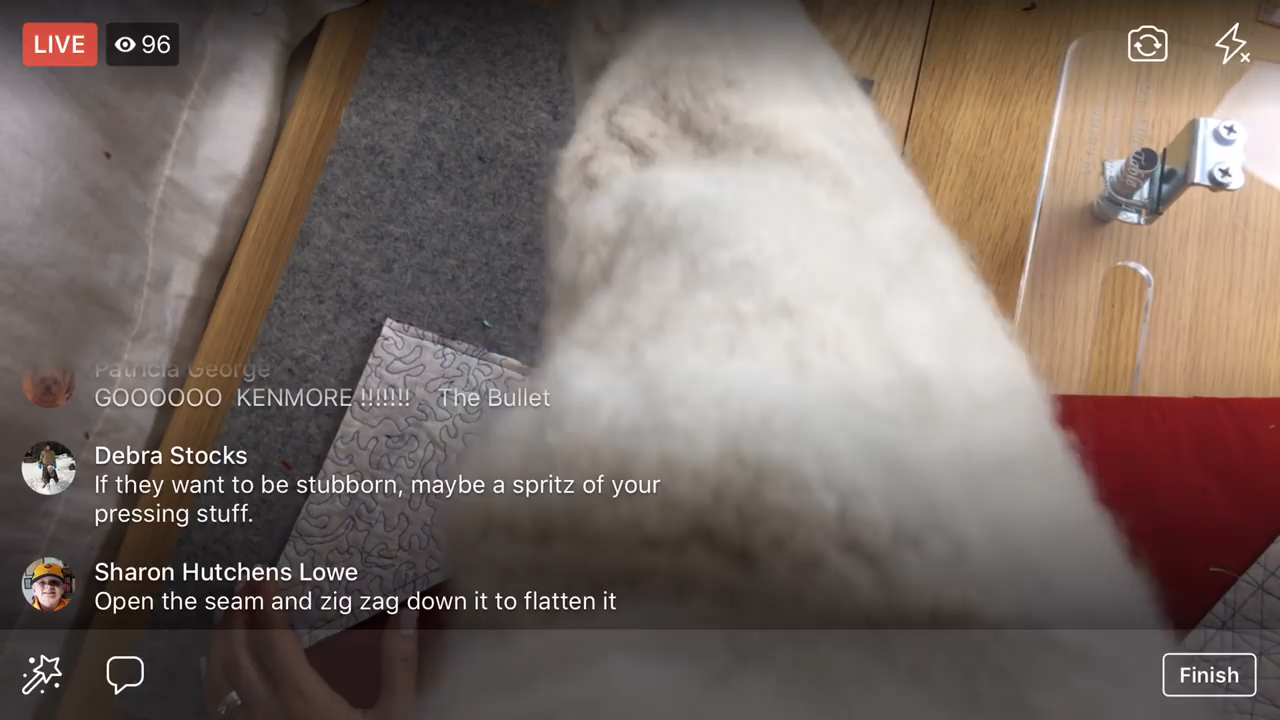 LIVE
96
Patricia George
GOOOOOO KENMORE !!!!!!! The Bullet
Debra Stocks
If they want to be stubborn, maybe a spritz of your
pressing stuff.
Sharon Hutchens Lowe
Open the seam and zig zag down it to flatten it
Finish